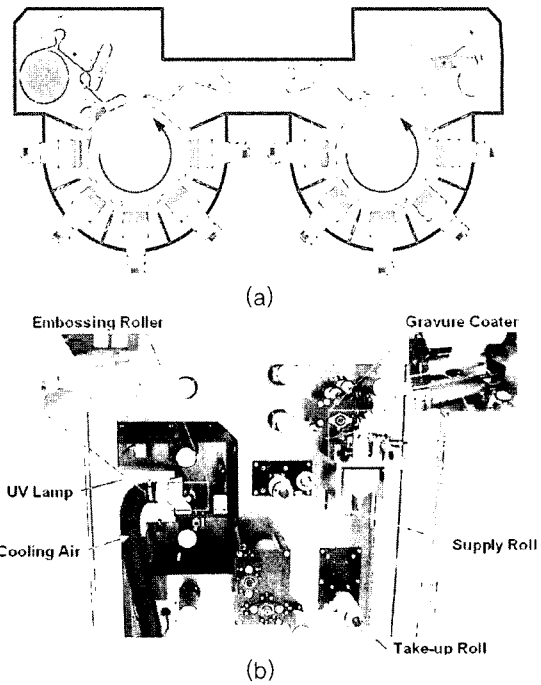 (a)
Embossing Roller
Gravure Coater
UV Lamp
Cooling Air
Supply Roll
Take-up Roll
(b)